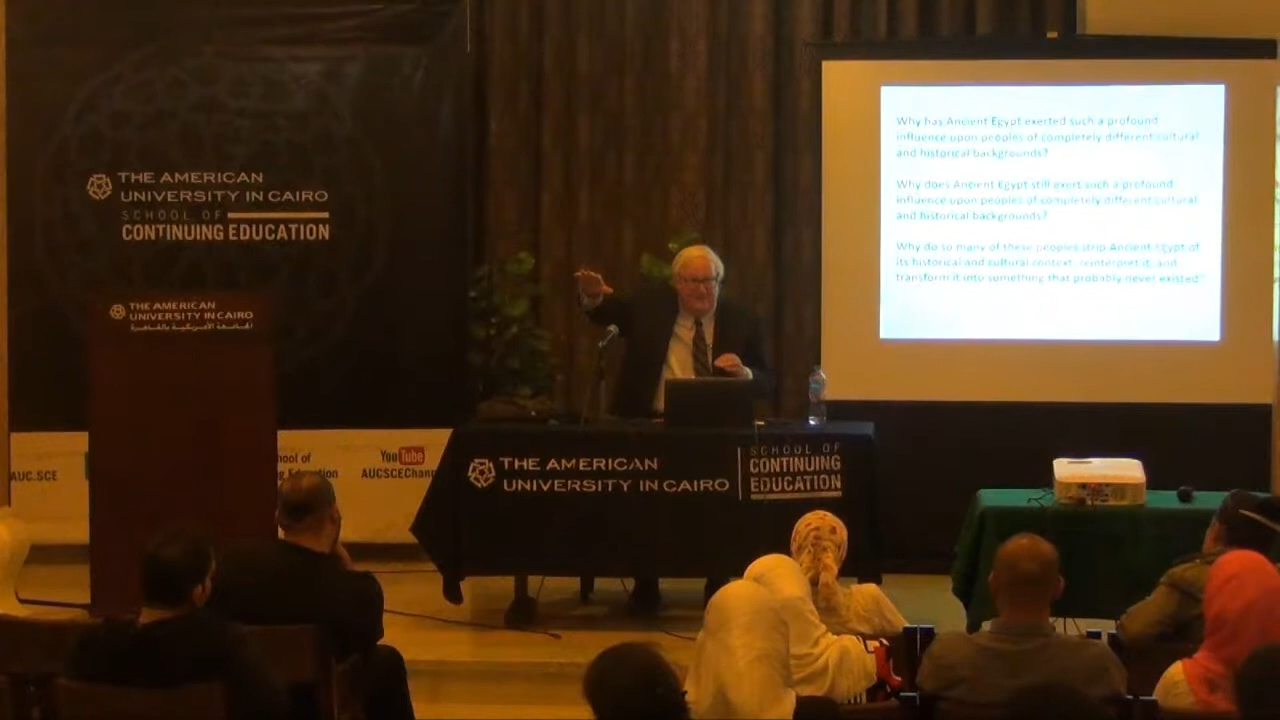 THE AMERICAN
UNIVERSITY IN CAIRO
SCHOOL OF
CONTINUING EDUCATION
THE AMERICAN
UNIVERSITY IN CAIRO
الجامعة الأمريكية بالقاهرة
AUC.SCE
hool of
ng Education
YouTube
AUCSCEChann
THE AMERICAN
UNIVERSITY IN CAIRO
SCHOOL OF
CONTINUING
EDUCATION
Why has Ancient Egypt exerted such a profound
influence upon peoples of completely different cultural
and historical backgrounds?
Why does Ancient Egypt still exert such a profound
influence upon peoples of completely different cultural
and historical backgrounds?
Why do so many of these peoples strip Ancient Egypt of
its historical and cultural context, reinterpret it, and
transform it into something that probably never existed?